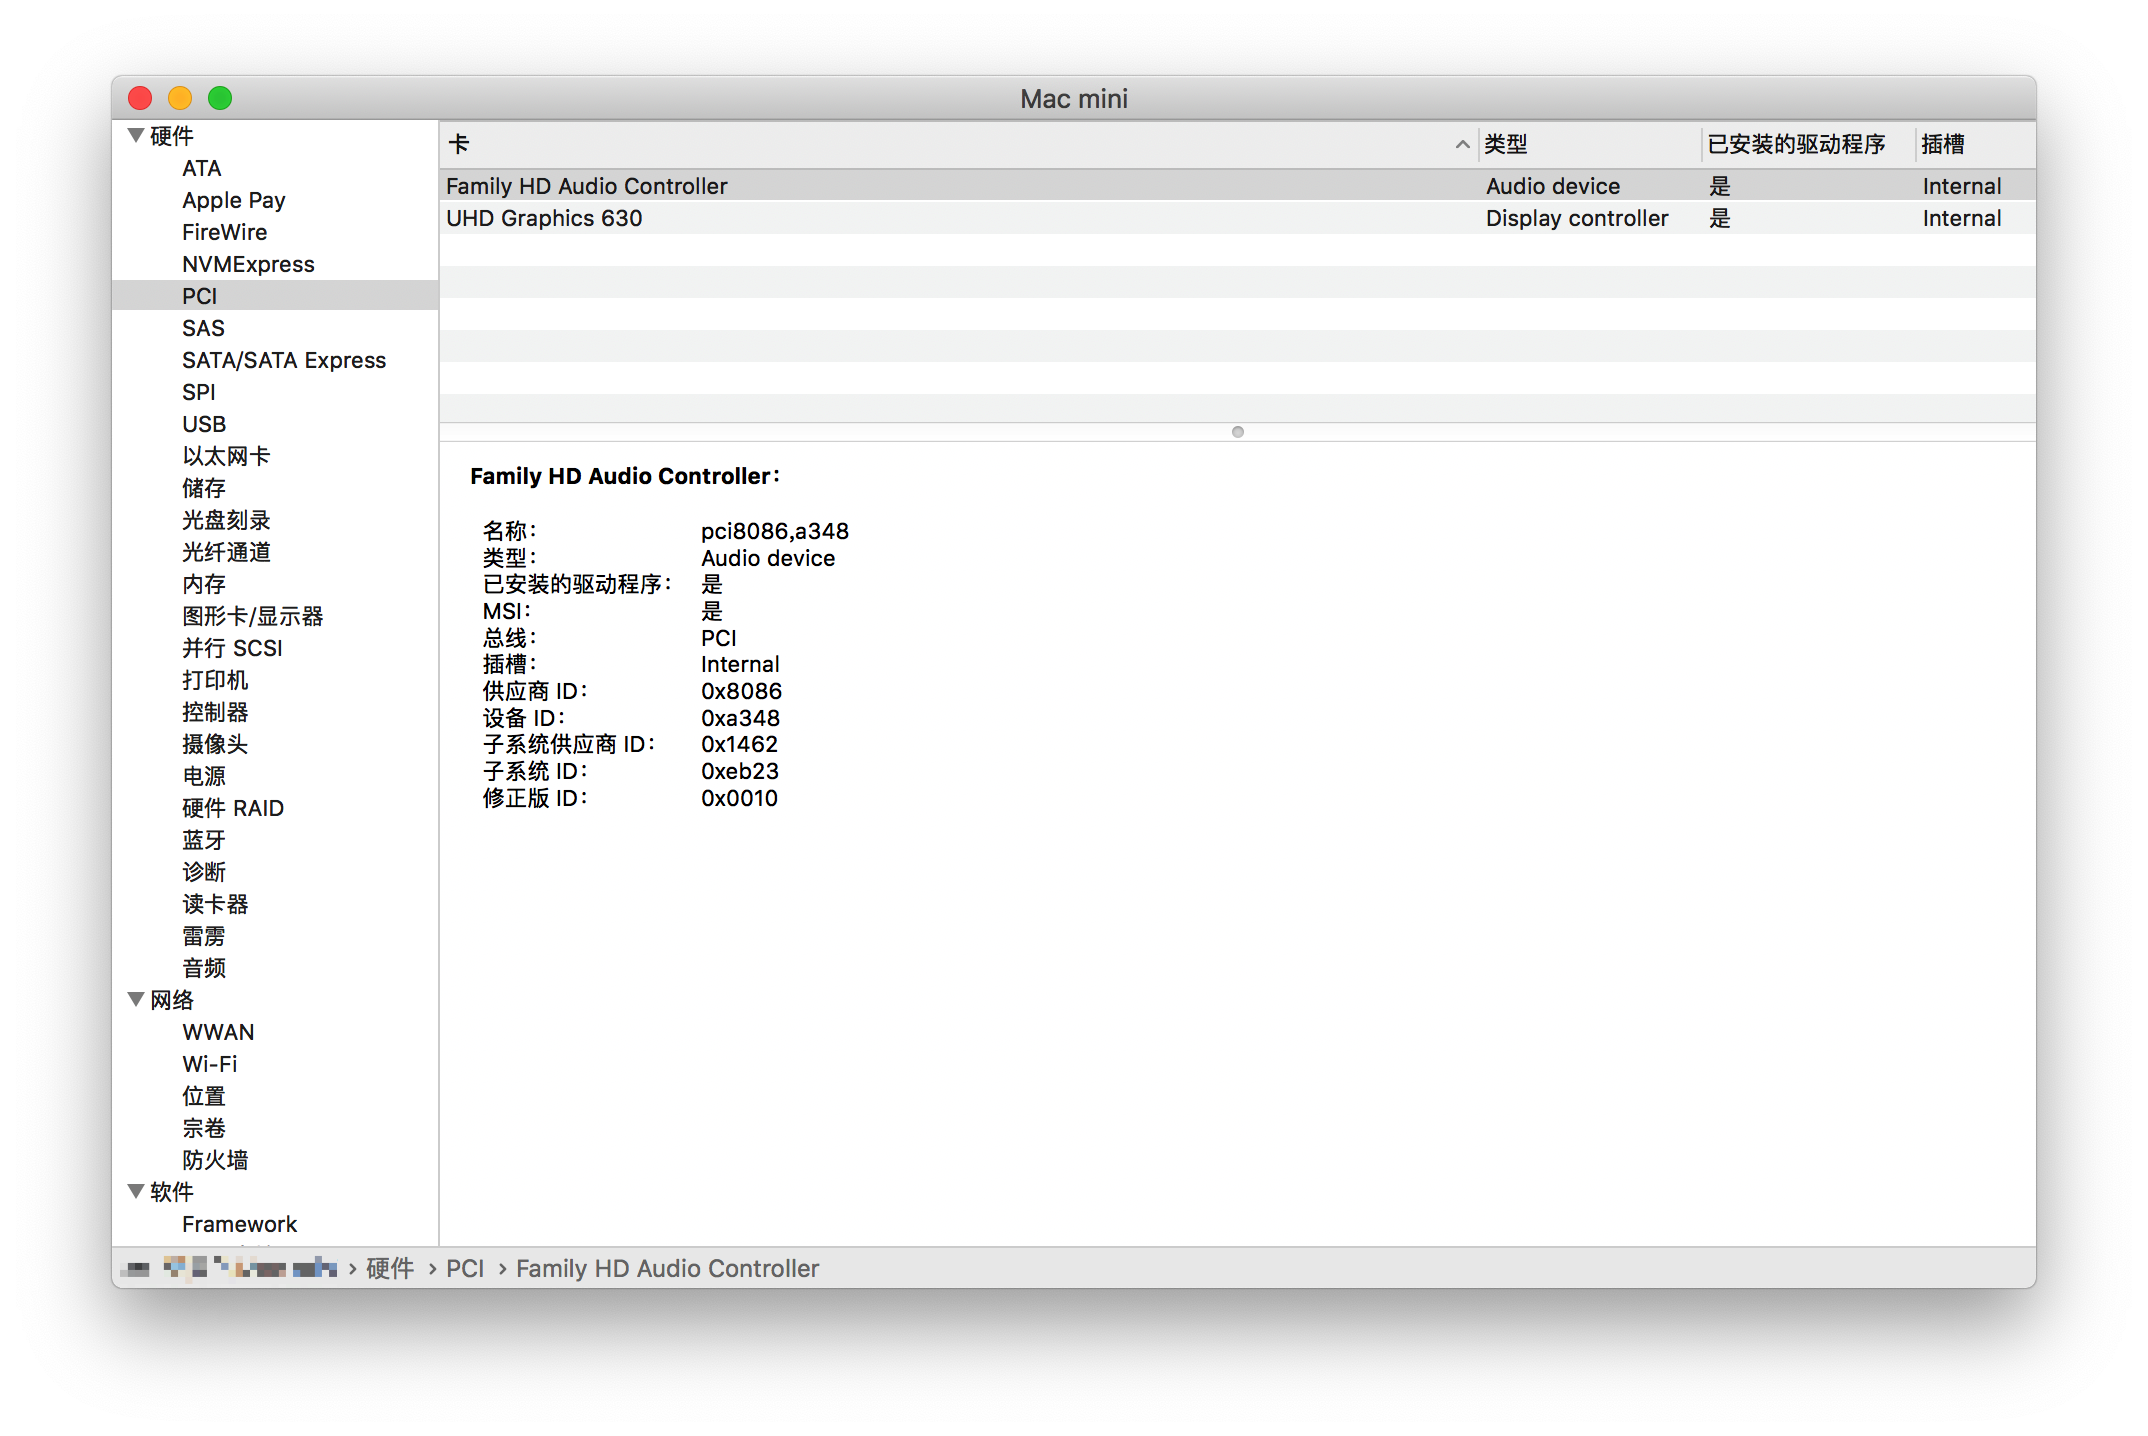 Mac mini
硬件
ATA
Apple Pay
FireWire
NVMExpress
PCI
SAS
SATA/SATA Express
SPI
USB
以太网卡
储存
光盘刻录
光纤通道
内存
图形卡/显示器
并行 SCSI
打印机
控制器
摄像头
电源
硬件 RAID
蓝牙
诊断
读卡器
雷雳
音频
网络
WWAN
Wi-Fi
位置
宗卷
防火墙
软件
Framework
卡 类型 已安装的驱动程序 插槽
Family HD Audio Controller Audio device 是 Internal
UHD Graphics 630 Display controller 是 Internal
Family HD Audio Controller：
名称： pci8086,a348
类型： Audio device
已安装的驱动程序： 是
MSI： 是
总线： PCI
插槽： Internal
供应商 ID： 0x8086
设备 ID： 0xa348
子系统供应商 ID： 0x1462
子系统 ID： 0xeb23
修正版 ID： 0x0010
› 硬件 › PCI › Family HD Audio Controller